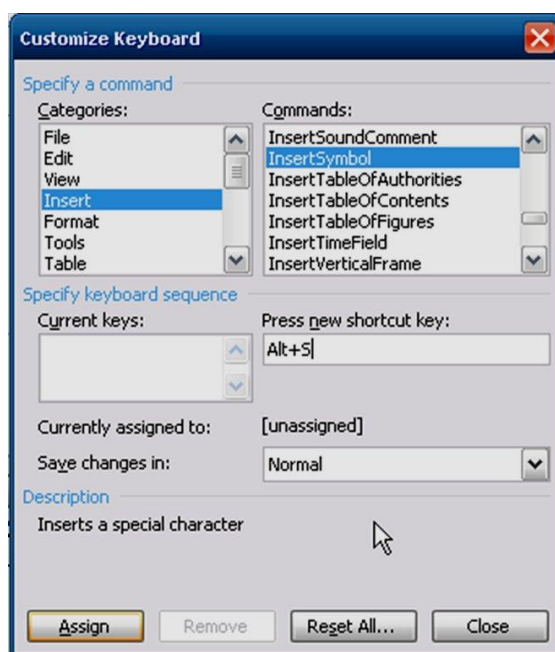 Customize Keyboard
Specify a command
Categories:
Commands:
File
Edit
View
Insert
Format
Tools
Table
InsertSoundComment
InsertSymbol
InsertTableOfAuthorities
InsertTableOfContents
InsertTableOfFigures
InsertTimeField
InsertVerticalFrame
Specify keyboard sequence
Current keys:
Press new shortcut key:
Alt+S
Currently assigned to: [unassigned]
Save changes in: Normal
Description
Inserts a special character
Assign Remove Reset All... Close